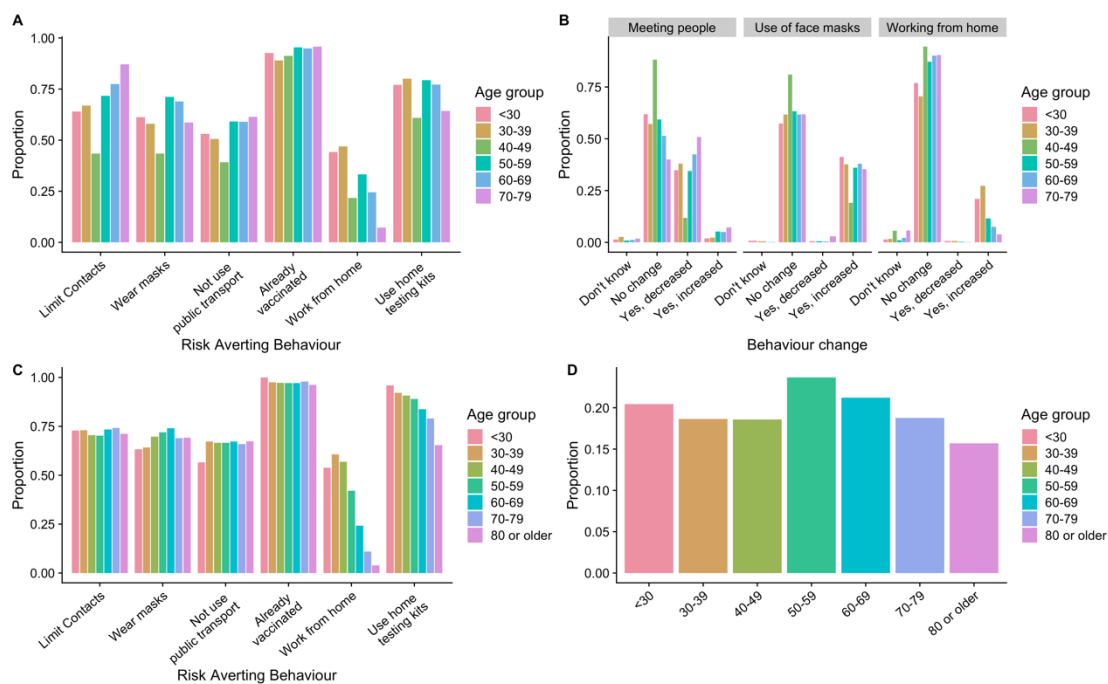 A
1.00
0.75
0.50
0.25
0.00
Proportion
Limit Contacts
Wear masks
Not use
public transport
Already
vaccinated
Work from home
Use home
testing kits
Risk Averting Behaviour
Age group
<30
30-39
40-49
50-59
60-69
70-79
B
Meeting people
Use of face masks
Working from home
0.75
0.50
0.25
0.00
Proportion
Don't know
No change
Yes, decreased
Yes, increased
Don't know
No change
Yes, decreased
Yes, increased
Don't know
No change
Yes, decreased
Yes, increased
Behaviour change
Age group
<30
30-39
40-49
50-59
60-69
70-79
C
1.00
0.75
0.50
0.25
0.00
Proportion
Limit Contacts
Wear masks
Not use
public transport
Already
vaccinated
Work from home
Use home
testing kits
Risk Averting Behaviour
Age group
<30
30-39
40-49
50-59
60-69
70-79
80 or older
D
0.20
0.15
0.10
0.05
0.00
Proportion
<30
30-39
40-49
50-59
60-69
70-79
80 or older
Age group
<30
30-39
40-49
50-59
60-69
70-79
80 or older